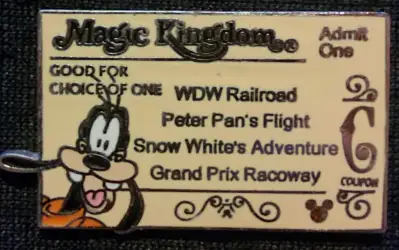 Magic Kingdom®
Admit
One
GOOD FOR
CHOICE OF ONE
WDW Railroad
Peter Pan's Flight
Snow White's Adventure
Grand Prix Racoway
C
COUPON